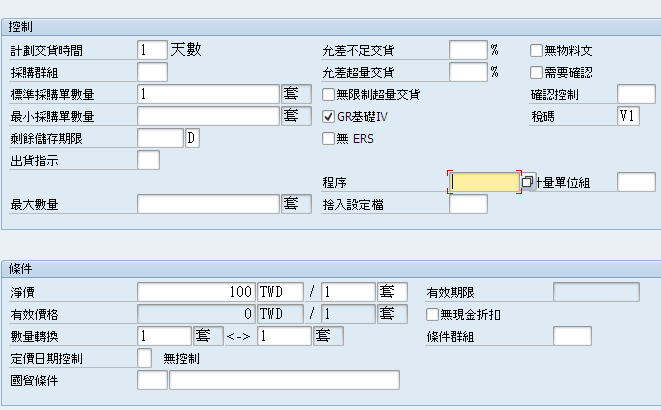 控制
計劃交貨時間 1 天數 允差不足交貨 % 無物料文
採購群組 允差超量交貨 % 需要確認
標準採購單數量 1 套 無限制超量交貨 確認控制
最小採購單數量 套 GR基礎IV 稅碼 V1
剩餘儲存期限 D 無 ERS
出貨指示
程序 計量單位組
最大數量 套 捨入設定檔
條件
淨價 100 TWD / 1 套 有效期限
有效價格 0 TWD / 1 套 無現金折扣
數量轉換 1 套 <-> 1 套 條件群組
定價日期控制 無控制
國貿條件